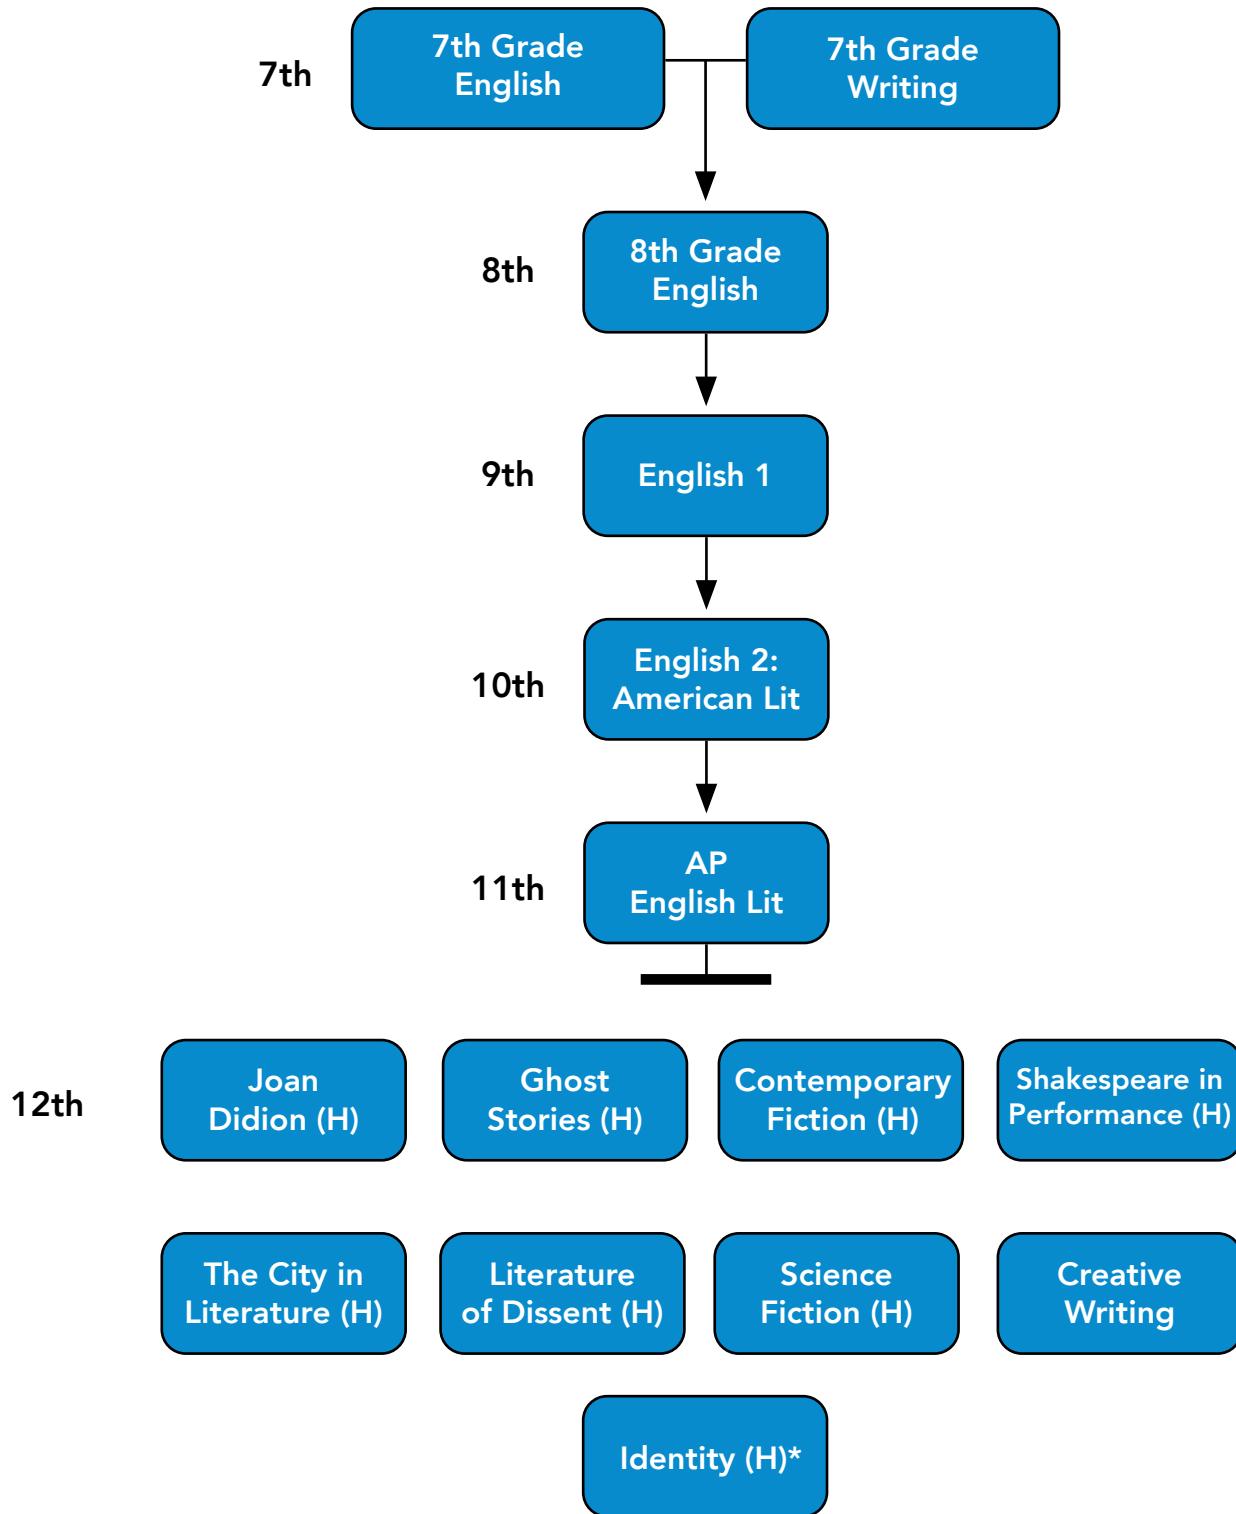 7th
7th Grade
English
7th Grade
Writing
8th
8th Grade
English
9th
English 1
10th
English 2:
American Lit
11th
AP
English Lit
12th
Joan
Didion (H)
Ghost
Stories (H)
Contemporary
Fiction (H)
Shakespeare in
Performance (H)
The City in
Literature (H)
Literature
of Dissent (H)
Science
Fiction (H)
Creative
Writing
Identity (H)*